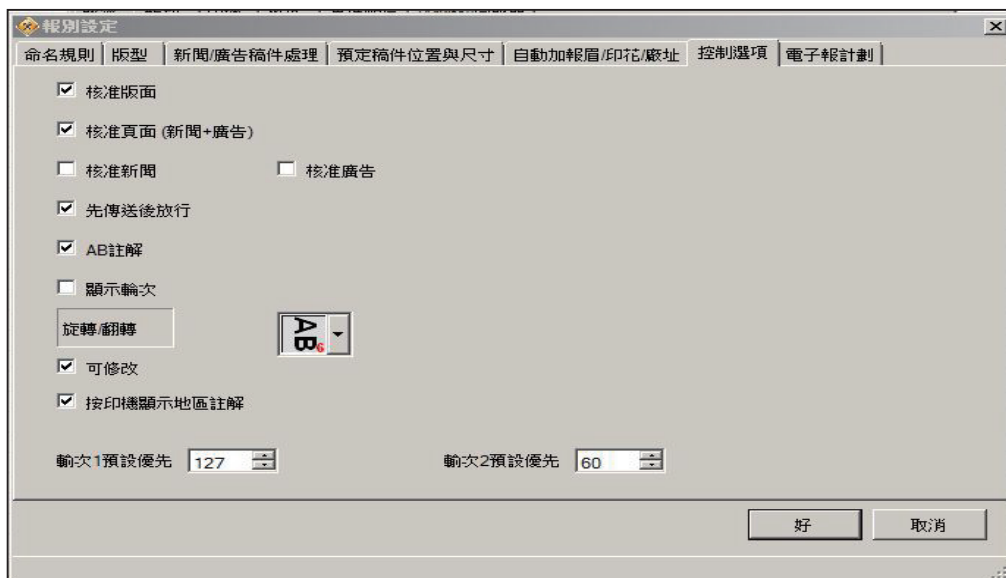 報別設定
命名規則 版型 新聞/廣告稿件處理 預定稿件位置與尺寸 自動加報眉/印花/廠址 控制選項 電子報計劃
核准版面
核准頁面 (新聞+廣告)
核准新聞 核准廣告
先傳送後放行
AB註解
顯示輪次
旋轉/翻轉 AB6
可修改
按印機顯示地區註解
輪次1預設優先 127 輪次2預設優先 60
好 取消